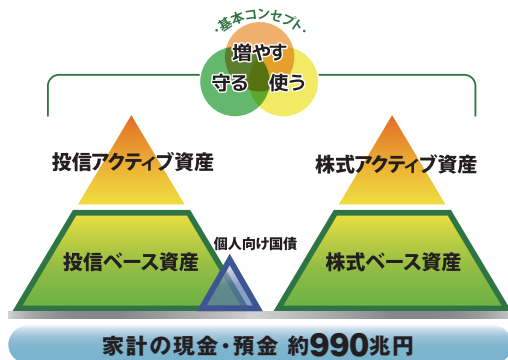 ・基本コンセプト・
増やす
守る 使う
投信アクティブ資産 株式アクティブ資産
個人向け国債
投信ベース資産 株式ベース資産
家計の現金・預金 約990兆円